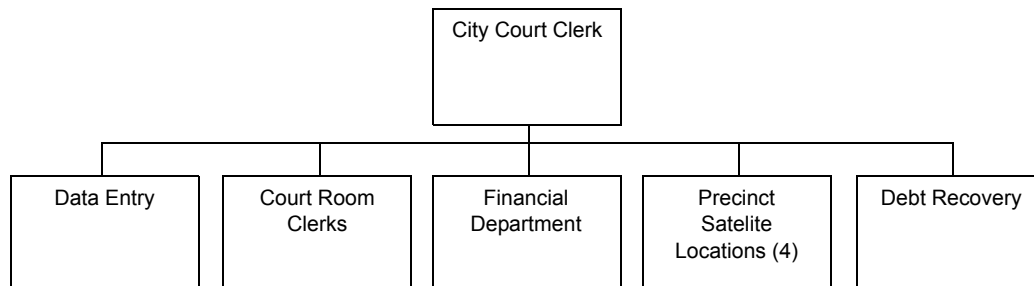 City Court Clerk
Data Entry
Court Room
Clerks
Financial
Department
Precinct
Satelite
Locations (4)
Debt Recovery